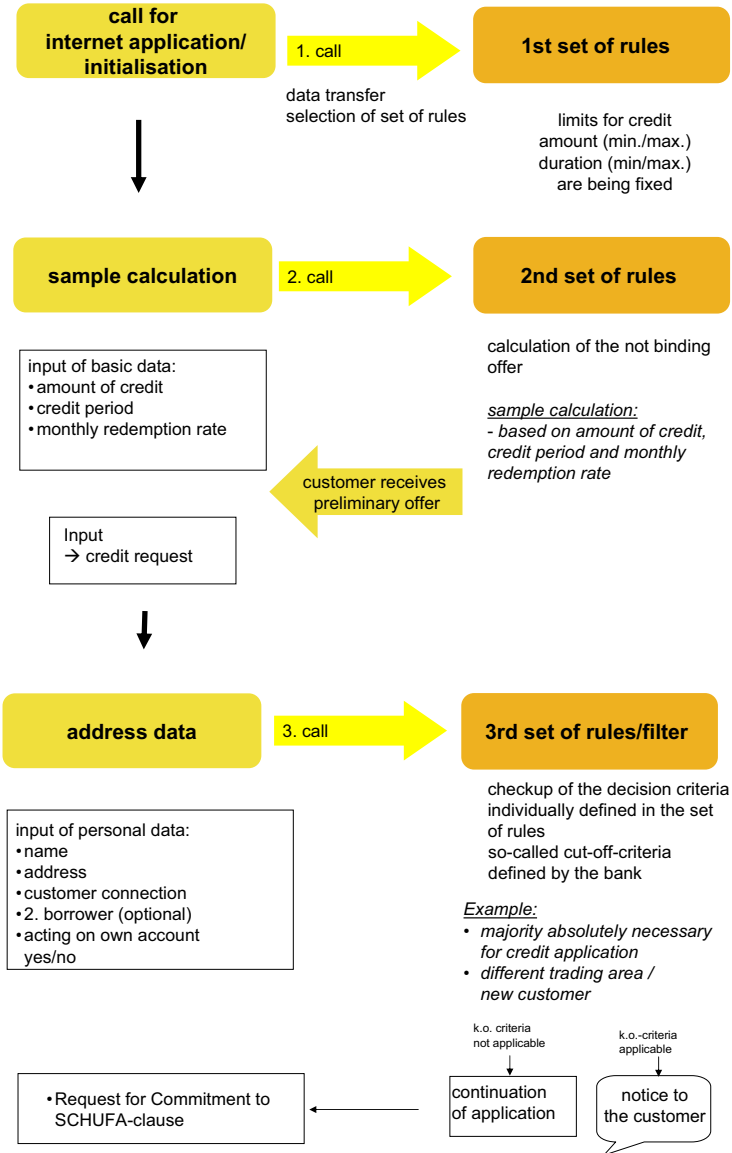 call for
internet application/
initialisation
1. call
1st set of rules
data transfer
selection of set of rules
limits for credit
amount (min./max.)
duration (min/max.)
are being fixed
sample calculation
2. call
2nd set of rules
input of basic data:
•amount of credit
•credit period
•monthly redemption rate
calculation of the not binding
offer
sample calculation:
- based on amount of credit,
credit period and monthly
redemption rate
customer receives
preliminary offer
Input
→ credit request
address data
3. call
3rd set of rules/filter
input of personal data:
•name
•address
•customer connection
•2. borrower (optional)
•acting on own account
yes/no
checkup of the decision criteria
individually defined in the set
of rules
so-called cut-off-criteria
defined by the bank
Example:
• majority absolutely necessary
for credit application
• different trading area /
new customer
k.o. criteria
not applicable
k.o.-criteria
applicable
•Request for Commitment to
SCHUFA-clause
continuation
of application
notice to
the customer